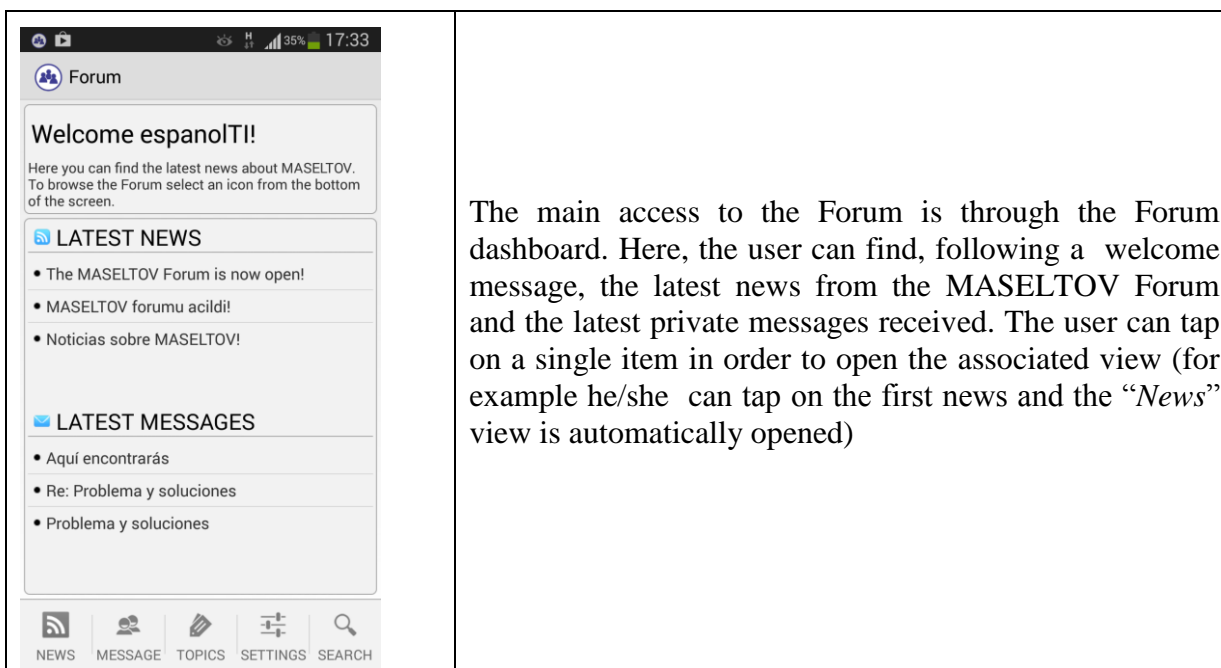 H 35% 17:33
Forum
Welcome espanolTI!
Here you can find the latest news about MASELTOV.
To browse the Forum select an icon from the bottom
of the screen.
LATEST NEWS
• The MASELTOV Forum is now open!
• MASELTOV forumu acildi!
• Noticias sobre MASELTOV!
LATEST MESSAGES
• Aquí encontrarás
• Re: Problema y soluciones
• Problema y soluciones
NEWS MESSAGE TOPICS SETTINGS SEARCH
The main access to the Forum is through the Forum
dashboard. Here, the user can find, following a welcome
message, the latest news from the MASELTOV Forum
and the latest private messages received. The user can tap
on a single item in order to open the associated view (for
example he/she can tap on the first news and the “News”
view is automatically opened)